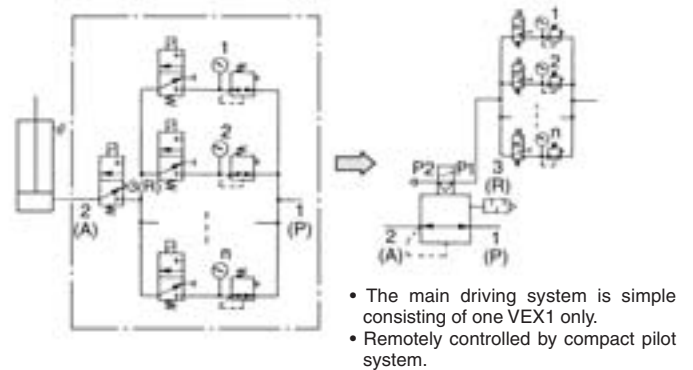 1
2
n
e
3(R)
2
(A)
1
(P)
1
2
n
P2 P1
3
(R)
2
(A)
1
(P)
• The main driving system is simple
consisting of one VEX1 only.
• Remotely controlled by compact pilot
system.